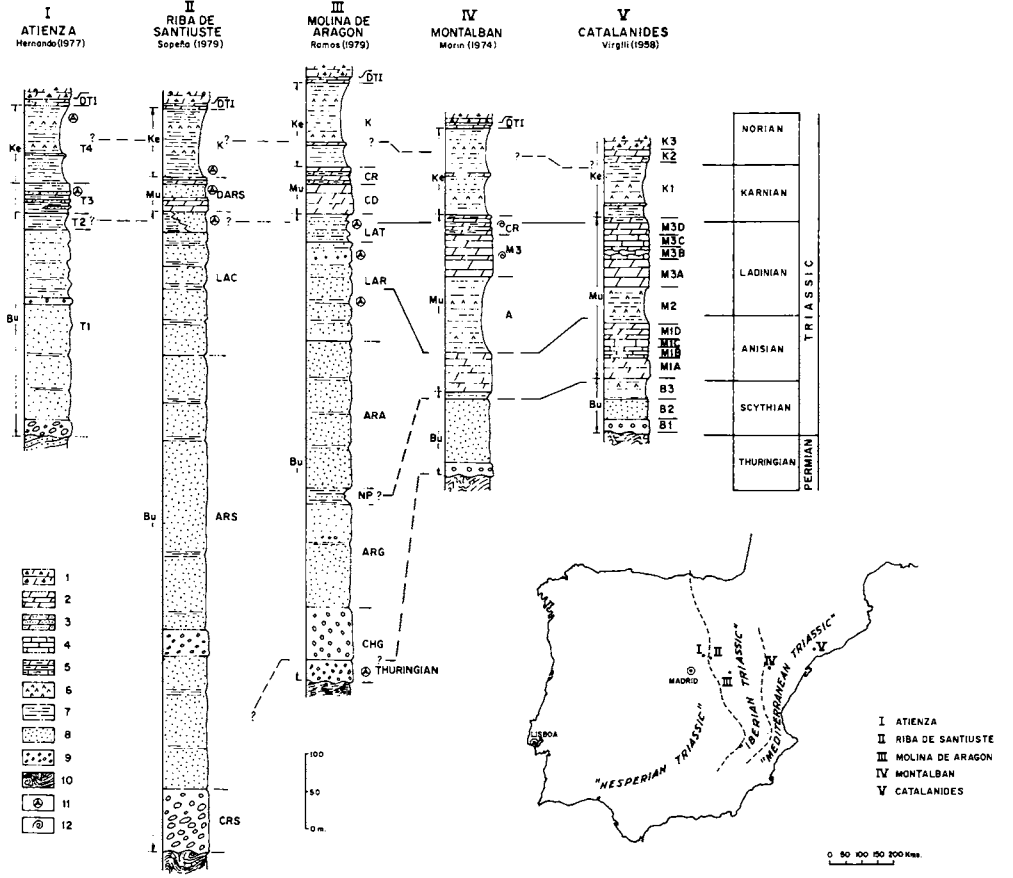 I
ATIENZA
Hernando(1977)
II
RIBA DE
SANTIUSTE
Sopeña(1979)
III
MOLINA DE
ARAGON
Ramos(1979)
IV
MONTALBAN
Marin(1974)
V
CATALANIDES
Virgili(1958)
DTI
Ke
?
T4
T3
T2
?
Bu
T1
DTI
Ke
K
?
Mu
DARS
?
LAC
Bu
ARS
CRS
?
DTI
Ke
K
?
Mu
CR
CD
LAT
LAR
ARA
Bu
NP ?
ARG
CHG
?
THURINGIAN
DTI
?
Ke
CR
M3
Mu
A
Bu
?
Ke
K3
K2
K1
M3D
M3C
M3B
M3A
Mu
M2
M1D
M1C
M1B
M1A
Bu
B3
B2
B1
NORIAN
KARNIAN
LADINIAN
ANISIAN
SCYTHIAN
THURINGIAN
TRIASSIC
PERMIAN
1
2
3
4
5
6
7
8
9
10
11
12
100
50
0 m.
I
II
III
IV
V
MADRID
LISBOA
"HESPERIAN TRIASSIC"
IBERIAN TRIASSIC"
"MEDITERRANEAN TRIASSIC"
I ATIENZA
II RIBA DE SANTIUSTE
III MOLINA DE ARAGON
IV MONTALBAN
V CATALANIDES
0 50 100 150 200 Kms.